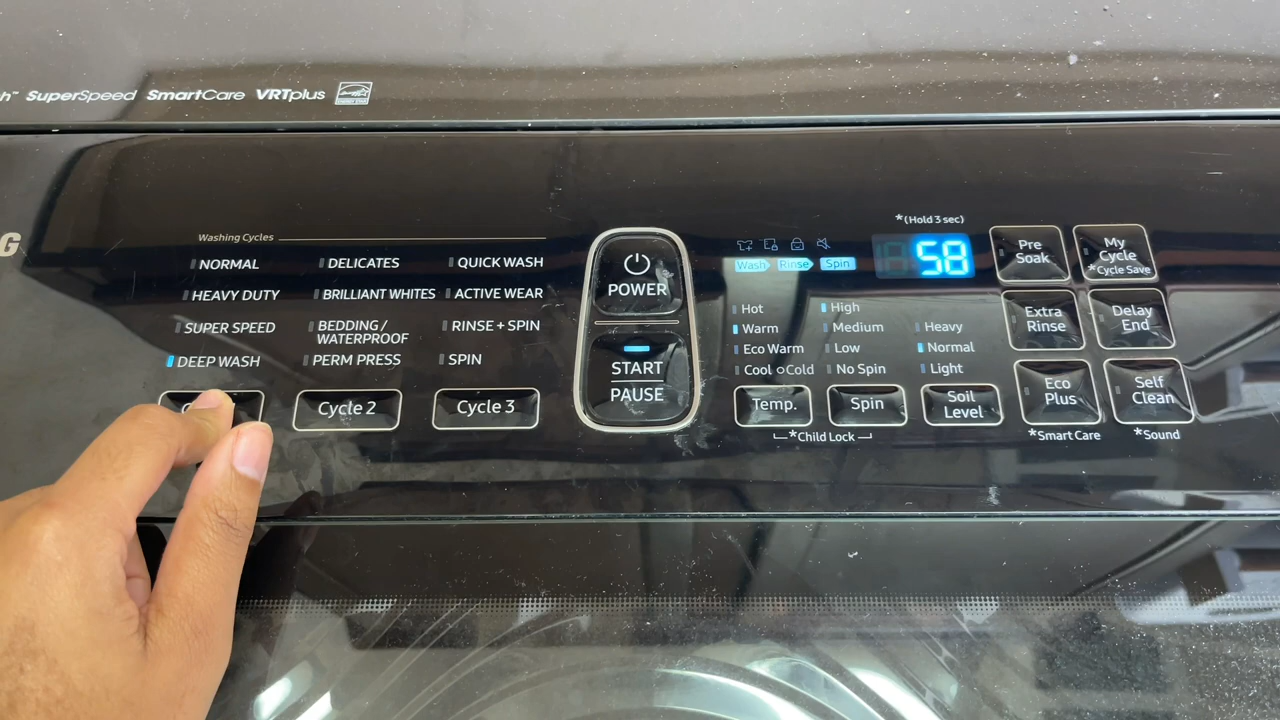 SuperSpeed SmartCare VRTplus ENERGY STAR
G
Washing Cycles
NORMAL
HEAVY DUTY
SUPER SPEED
DEEP WASH
DELICATES
BRILLIANT WHITES
BEDDING /
WATERPROOF
PERM PRESS
Cycle 2
QUICK WASH
ACTIVE WEAR
RINSE + SPIN
SPIN
Cycle 3
POWER
START
PAUSE
*(Hold 3 sec)
Wash Rinse Spin
58
Hot
Warm
Eco Warm
Cool Cold
Temp.
High
Medium
Low
No Spin
Spin
*Child Lock
Heavy
Normal
Light
Soil
Level
Pre
Soak
My
Cycle
*Cycle Save
Extra
Rinse
Delay
End
Eco
Plus
*Smart Care
Self
Clean
*Sound